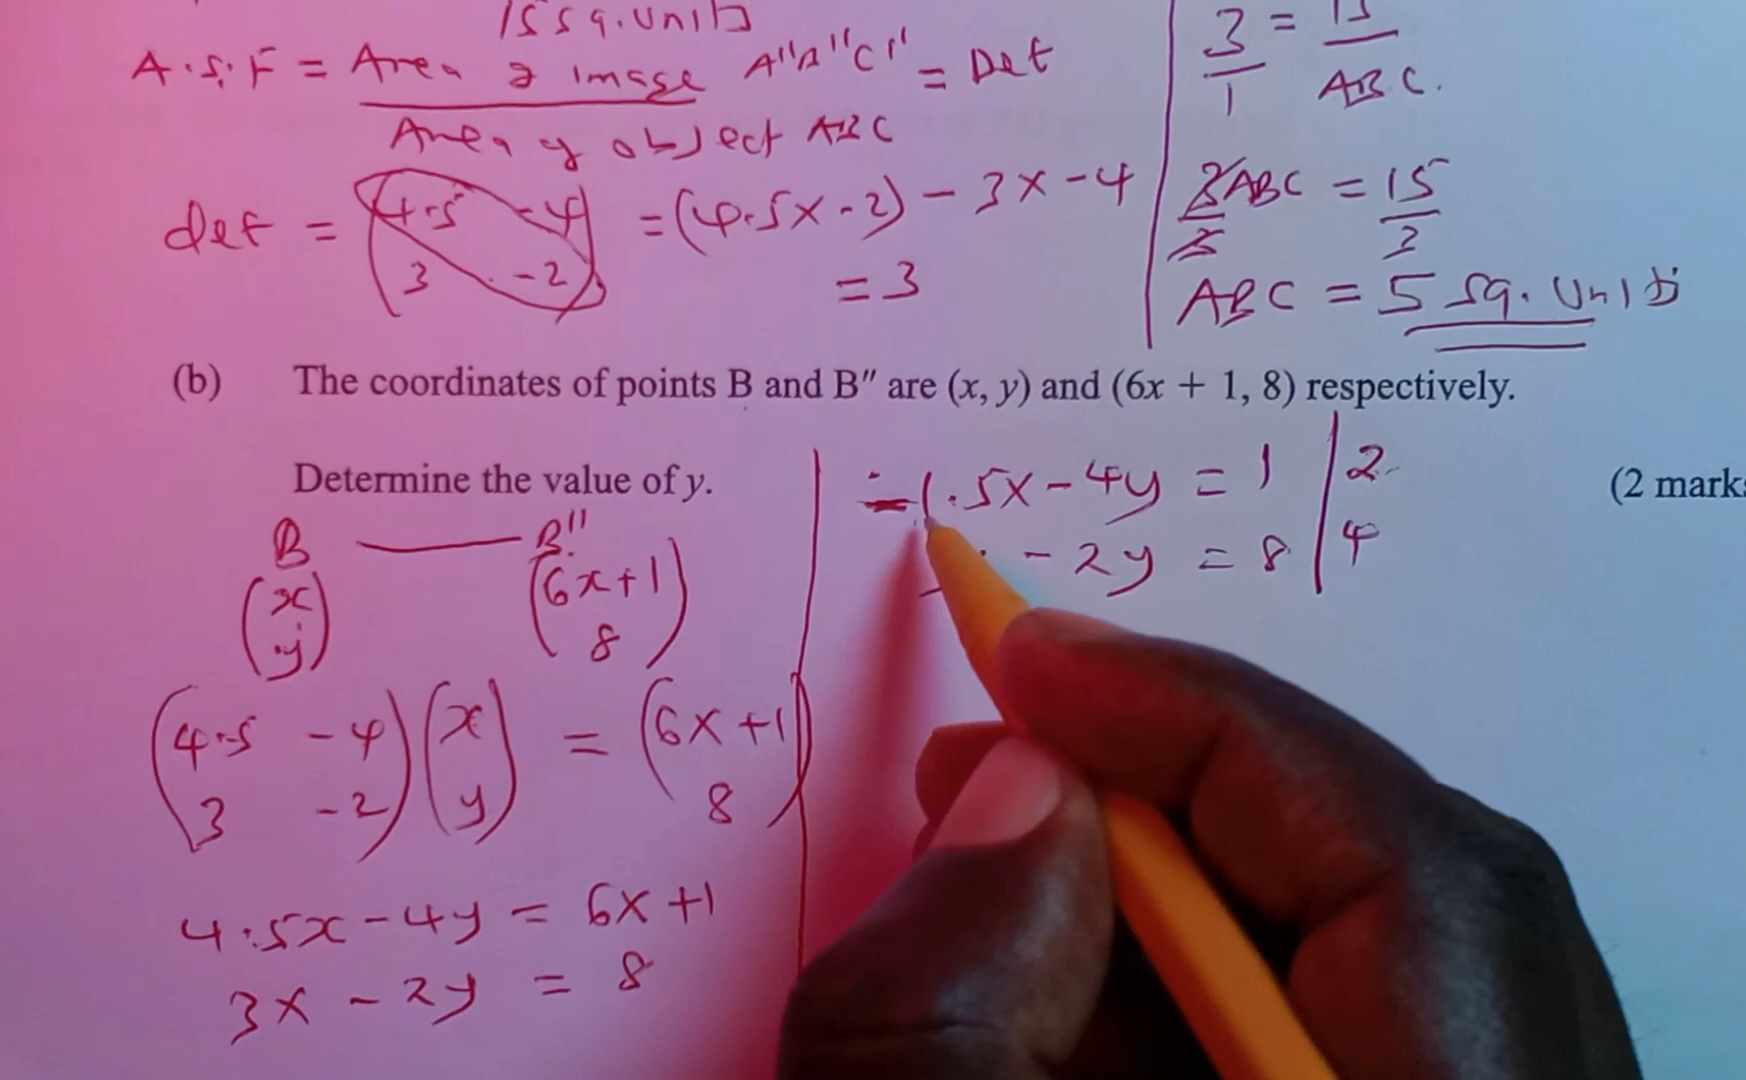 15 sq. units
A.S.F = Area of image A"B"C" = Det
Area of object ABC
det = (4.5 -4 = (4.5x-2) - 3x-4
3 -2) = 3
3 = 15
1 ABC.
3ABC = 15
3 3
ABC = 5 sq. units
(b) The coordinates of points B and B" are (x, y) and (6x + 1, 8) respectively.
Determine the value of y. (2 marks
B — B"
(x (6x+1)
y) 8
(4.5 -4)(x) = (6x+1)
3 -2 y 8
4.5x-4y = 6x+1
3x - 2y = 8
-1.5x-4y = 1 | 2
- 2y = 8 | 4